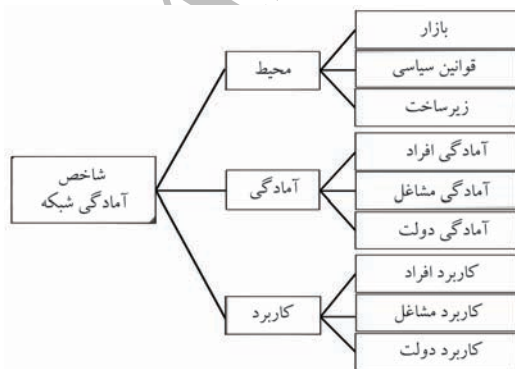 شاخص
آمادگی شبکه
محیط
بازار
قوانین سیاسی
زیرساخت
آمادگی
آمادگی افراد
آمادگی مشاغل
آمادگی دولت
کاربرد
کاربرد افراد
کاربرد مشاغل
کاربرد دولت